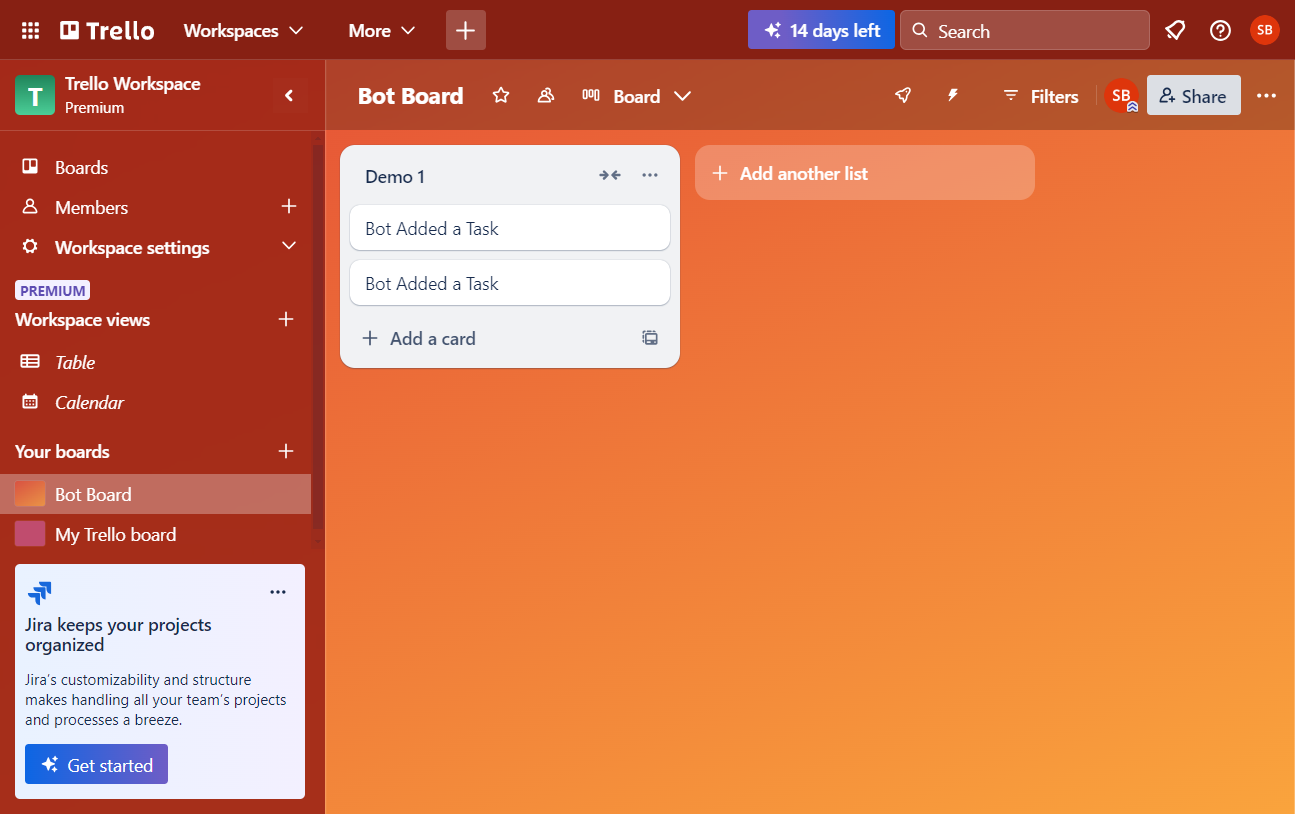 Trello
Workspaces
More
14 days left
Search
SB
T
Trello Workspace
Premium
Bot Board
Board
Filters
SB
Share
Boards
Members
Workspace settings
PREMIUM
Workspace views
Table
Calendar
Your boards
Bot Board
My Trello board
Jira keeps your projects
organized
Jira's customizability and structure
makes handling all your team's projects
and processes a breeze.
Get started
Demo 1
Bot Added a Task
Bot Added a Task
Add a card
Add another list